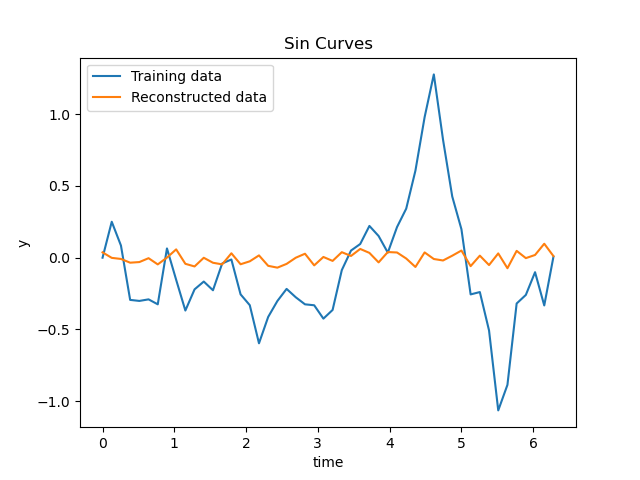 Sin Curves
Training data
Reconstructed data
1.0
0.5
0.0
−0.5
−1.0
y
0 1 2 3 4 5 6
time